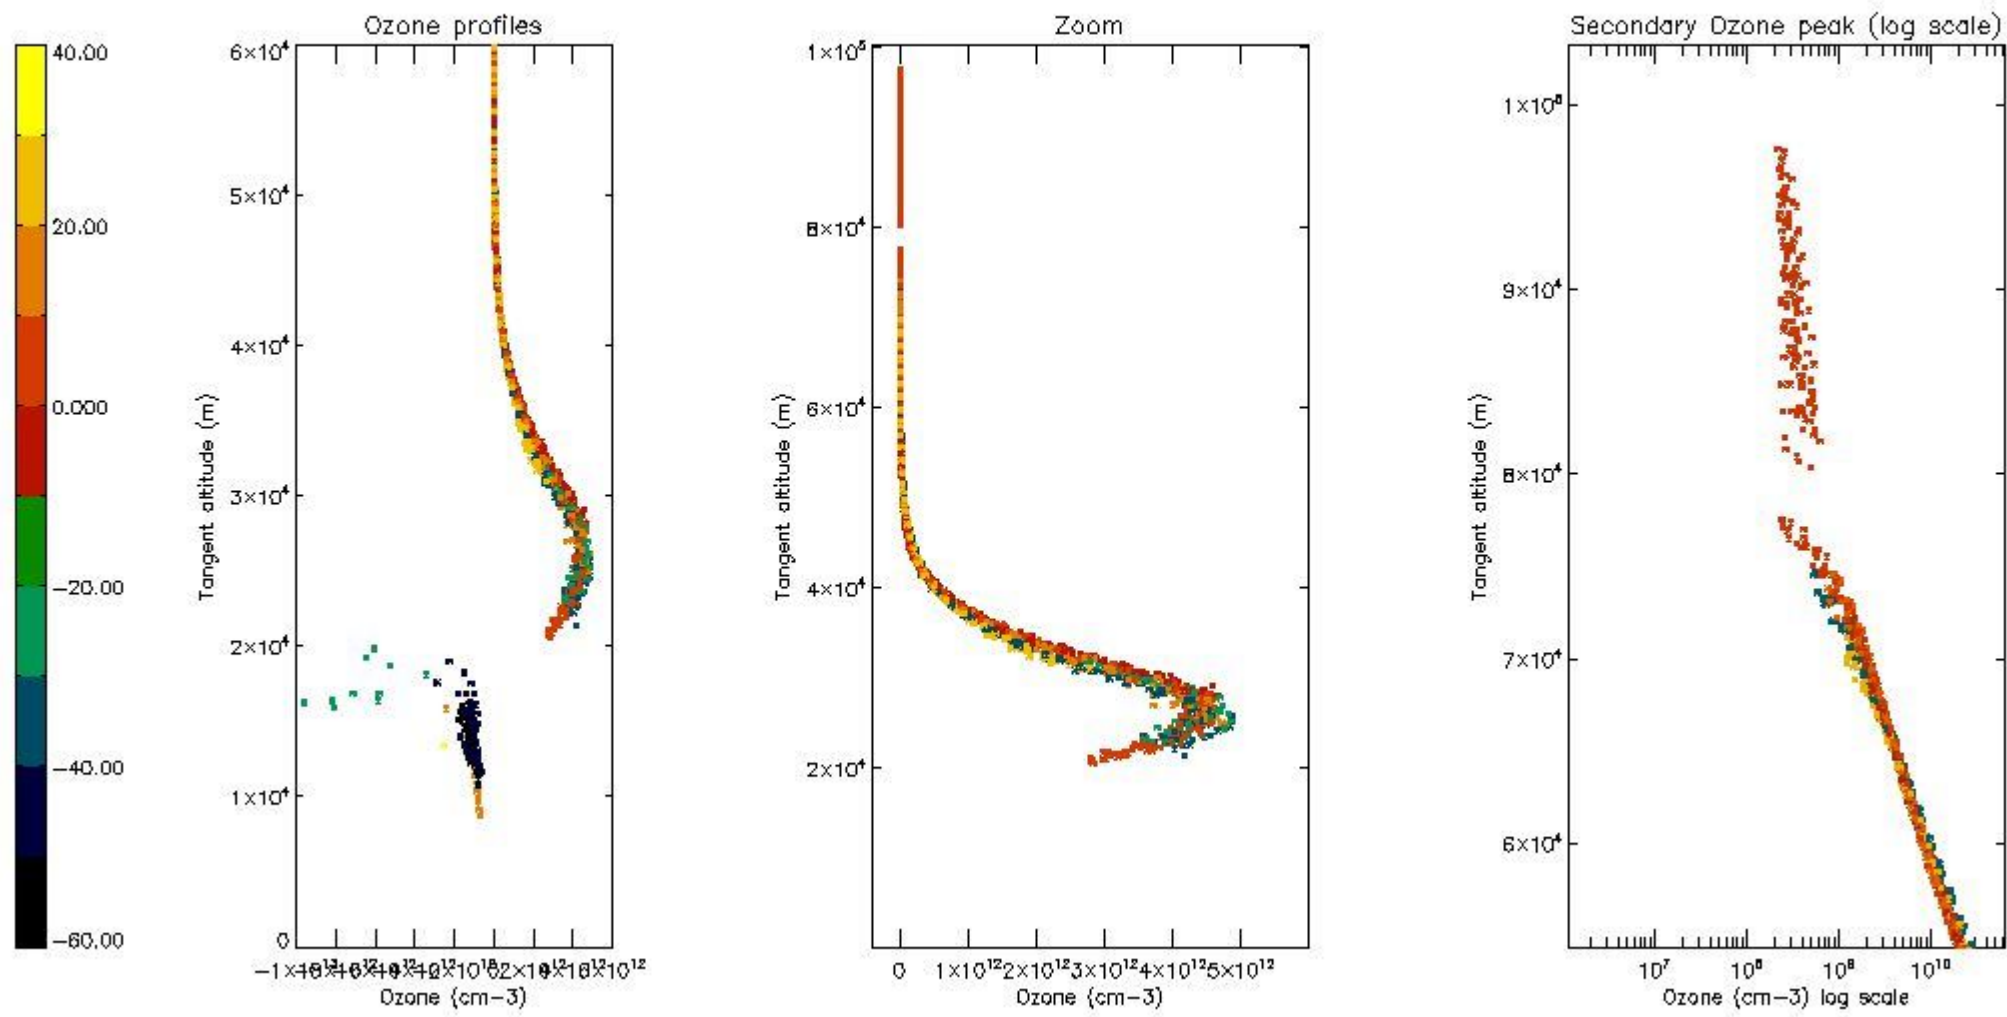 Ozone profiles
Zoom
Secondary Ozone peak (log scale)
40.00
20.00
0.000
-20.00
-40.00
-60.00
6×10⁴
5×10⁴
4×10⁴
3×10⁴
2×10⁴
1×10⁴
0
Tangent altitude (m)
Ozone (cm-3)
1×10⁵
8×10⁴
6×10⁴
4×10⁴
2×10⁴
Tangent altitude (m)
0 1×10¹² 2×10¹² 3×10¹² 4×10¹² 5×10¹²
Ozone (cm-3)
9×10⁴
8×10⁴
7×10⁴
6×10⁴
Tangent altitude (m)
10⁷ 10⁸ 10⁹ 10¹⁰
Ozone (cm-3) log scale